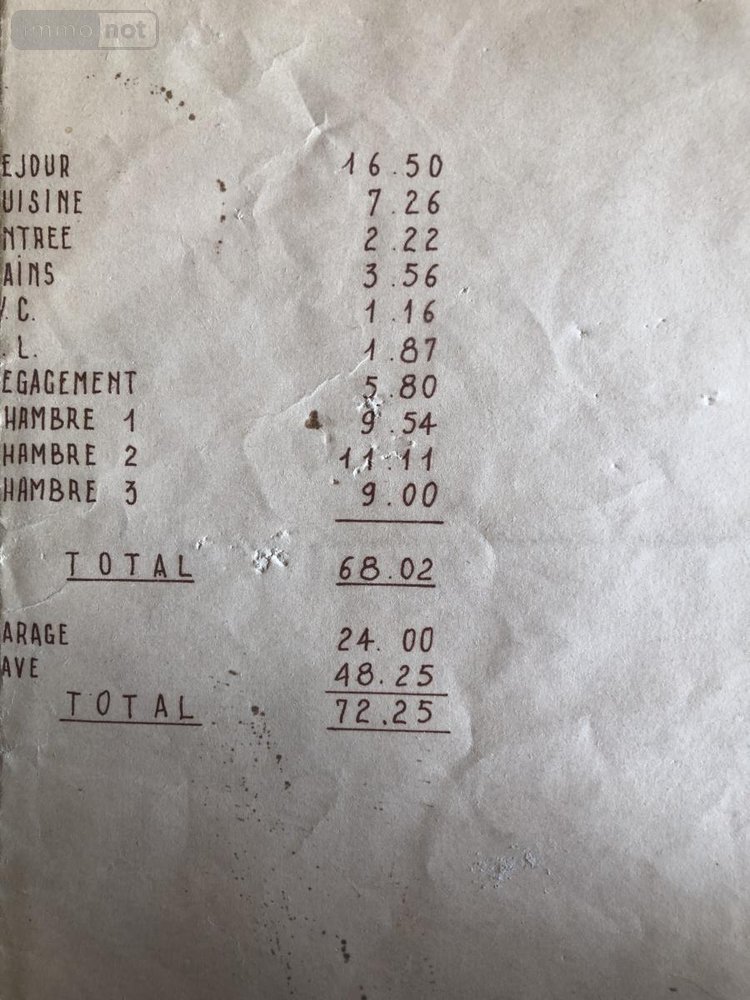 immonot
EJOUR 16.50
UISINE 7.26
NTREE 2.22
AINS 3.56
.C. 1.16
.L. 1.87
EGAGEMENT 5.80
HAMBRE 1 9.54
HAMBRE 2 11.11
HAMBRE 3 9.00
TOTAL 68.02
ARAGE 24.00
AVE 48.25
TOTAL 72.25